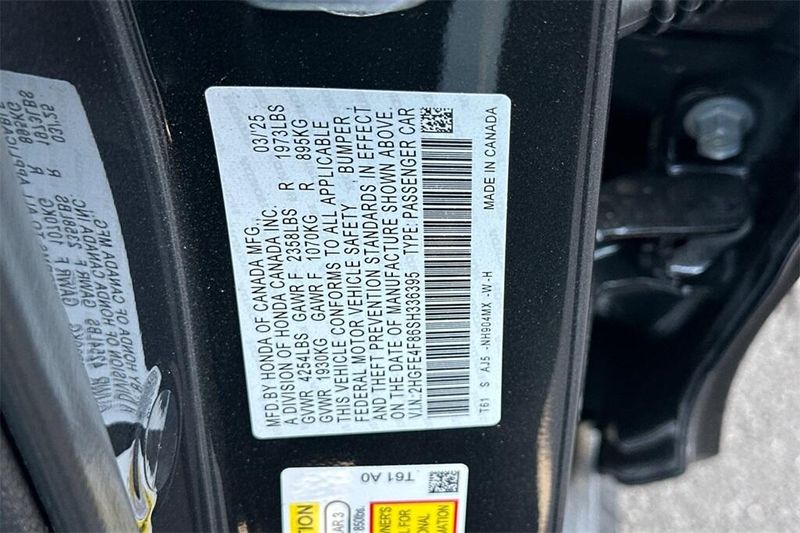 MFD.BY HONDA OF CANADA MFG., 03/25
A DIVISION OF HONDA CANADA INC.
GVWR 4254LBS GAWR F 2358LBS R 1973LBS
GVWR 1930KG GAWR F 1070KG R 895KG
THIS VEHICLE CONFORMS TO ALL APPLICABLE
FEDERAL MOTOR VEHICLE SAFETY BUMPER,
AND THEFT PREVENTION STANDARDS IN EFFECT
ON THE DATE OF MANUFACTURE SHOWN ABOVE.
V.I.N.:2HGFE4F86SH336395 TYPE: PASSENGER CAR
T61 S AJ5 -NH904MX -W-H MADE IN CANADA
T61 A0